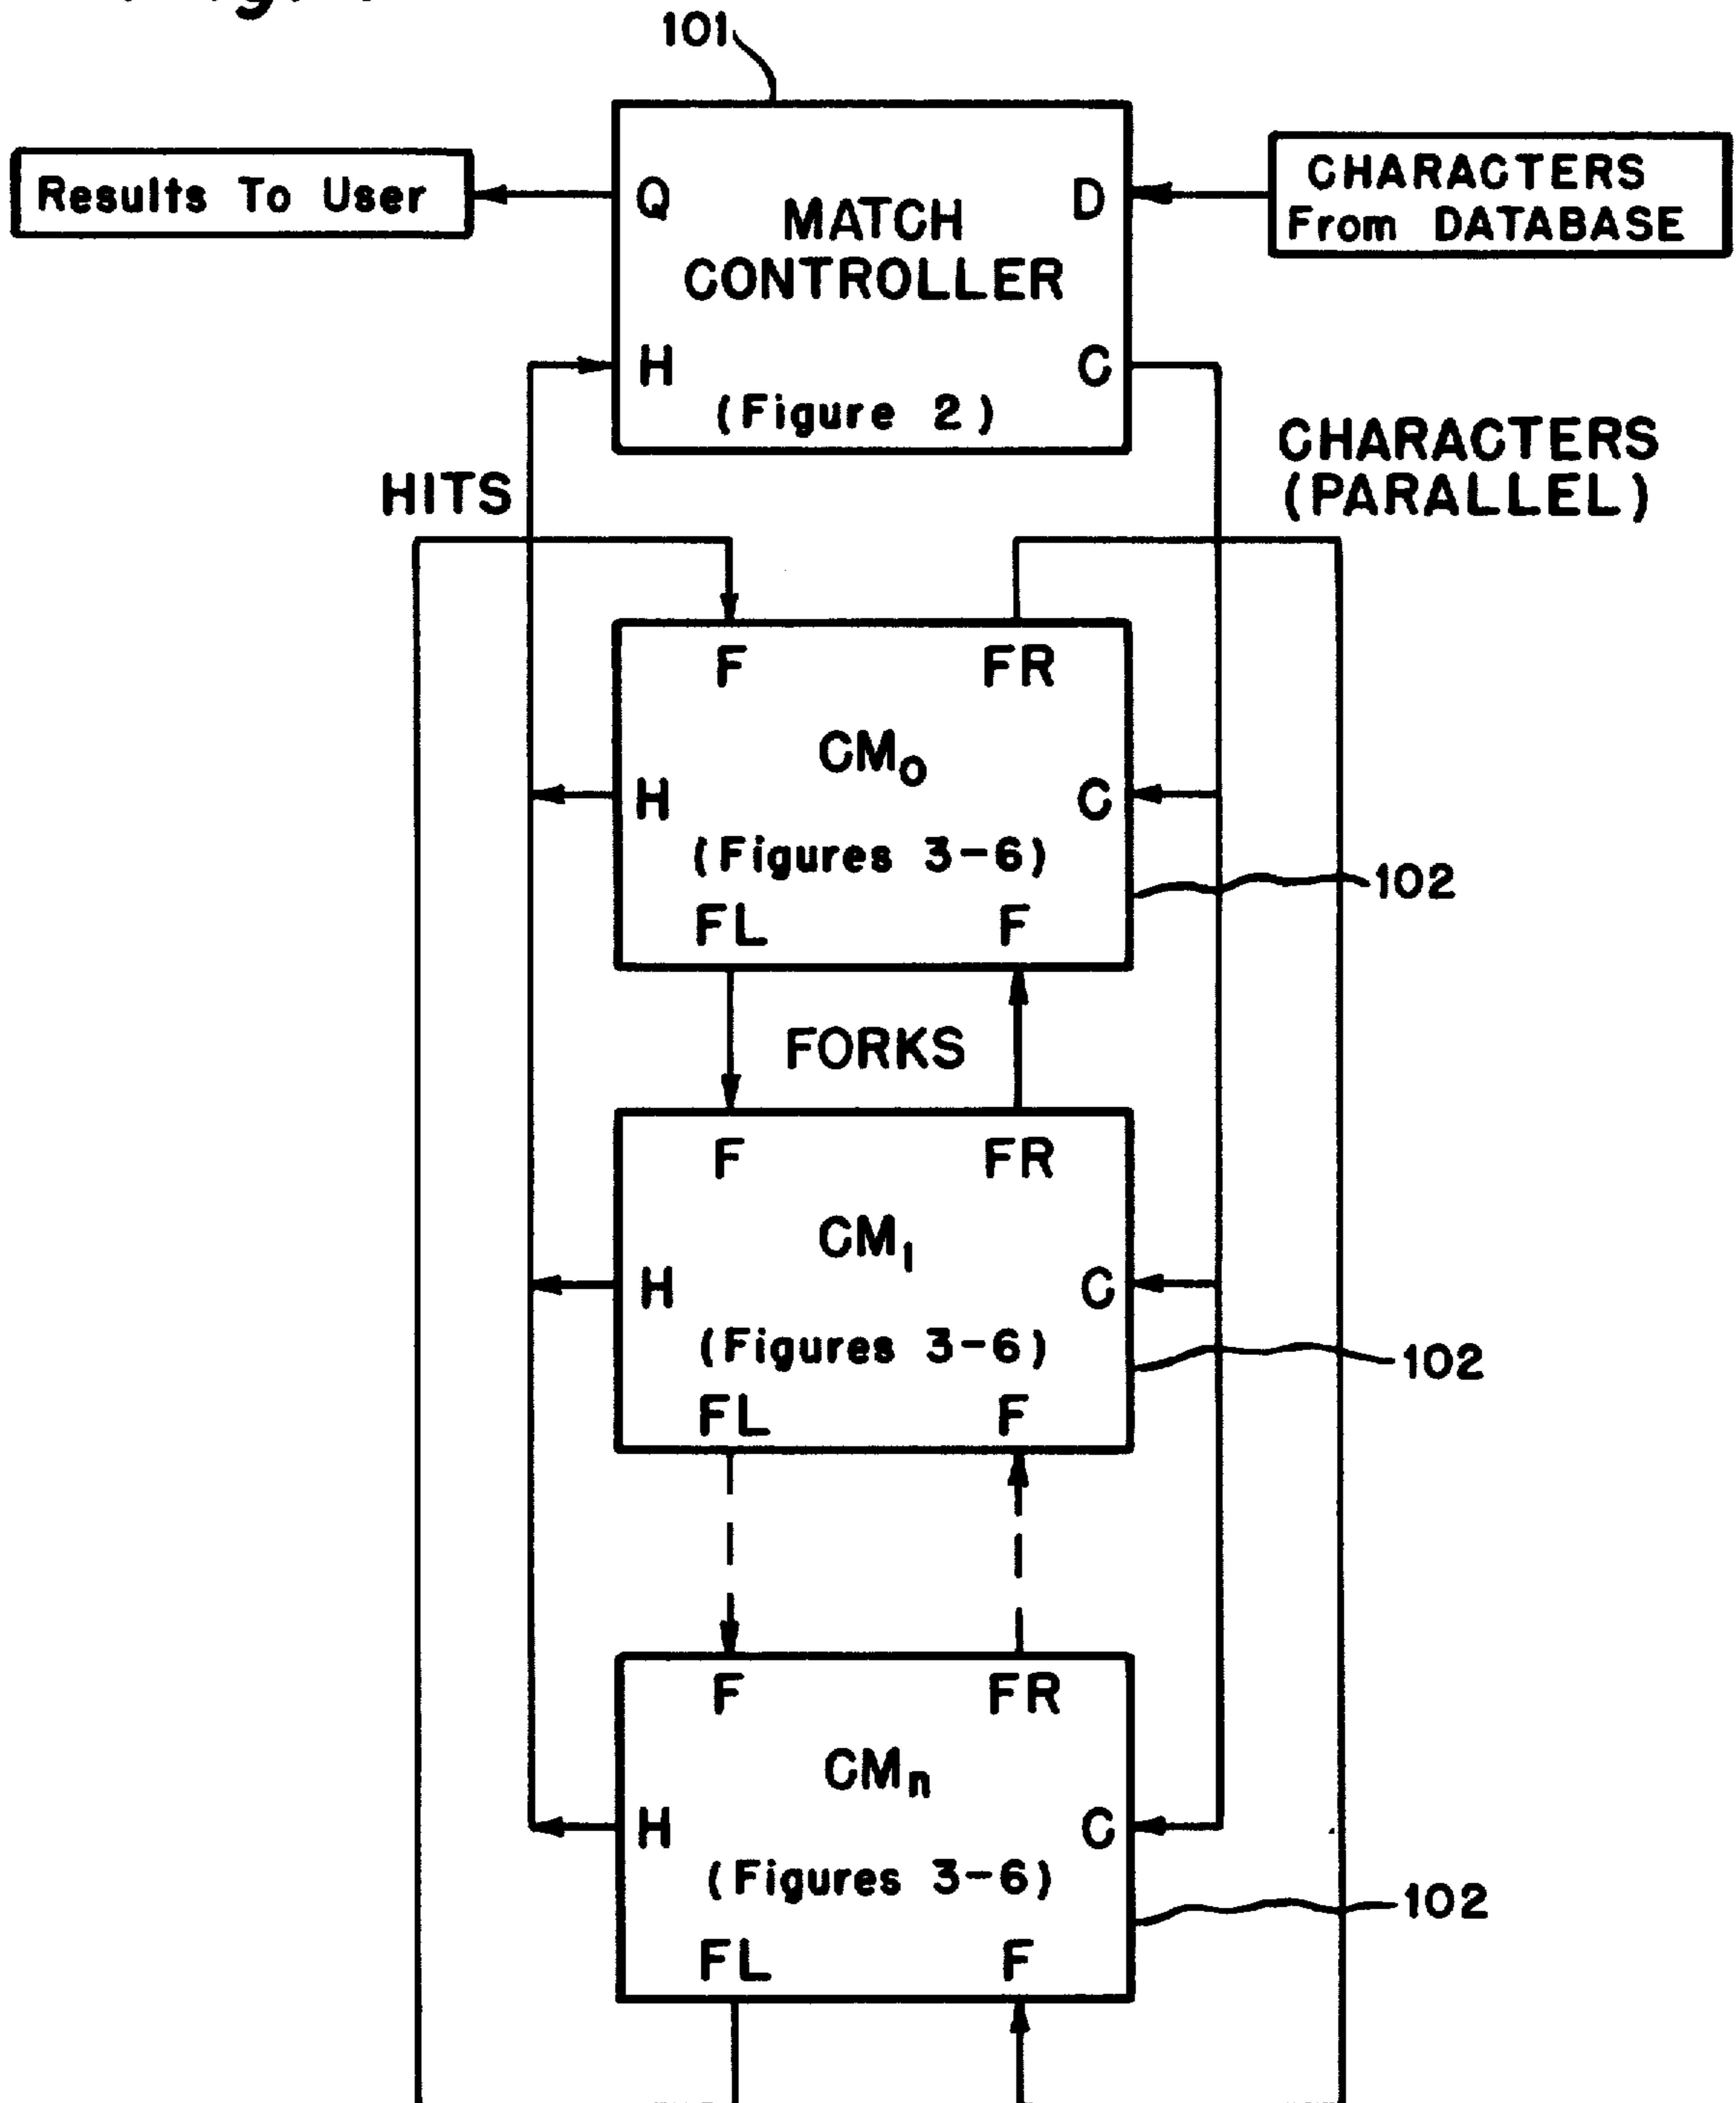 101
Results To User
Q
D
CHARACTERS
From DATABASE
MATCH
CONTROLLER
H
C
(Figure 2)
HITS
CHARACTERS
(PARALLEL)
F
FR
CM0
H
C
(Figures 3-6)
102
FL
F
FORKS
F
FR
CM1
H
C
(Figures 3-6)
102
FL
F
F
FR
CMn
H
C
(Figures 3-6)
102
FL
F